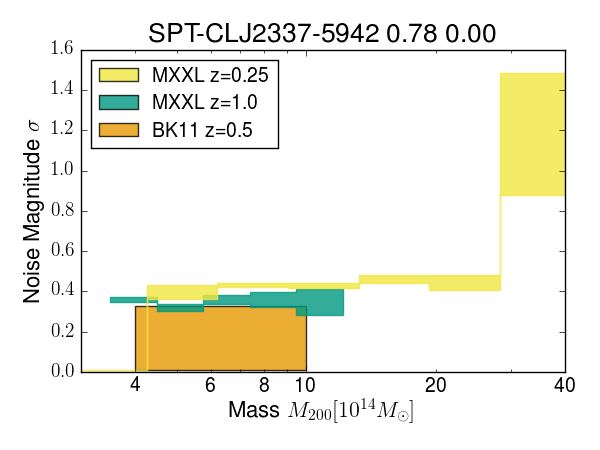 SPT-CLJ2337-5942 0.78 0.00
1.6
1.4
1.2
1.0
0.8
0.6
0.4
0.2
0.0
Noise Magnitude σ
MXXL z=0.25
MXXL z=1.0
BK11 z=0.5
4 6 8 10 20 40
Mass M₂₀₀[10¹⁴M☉]